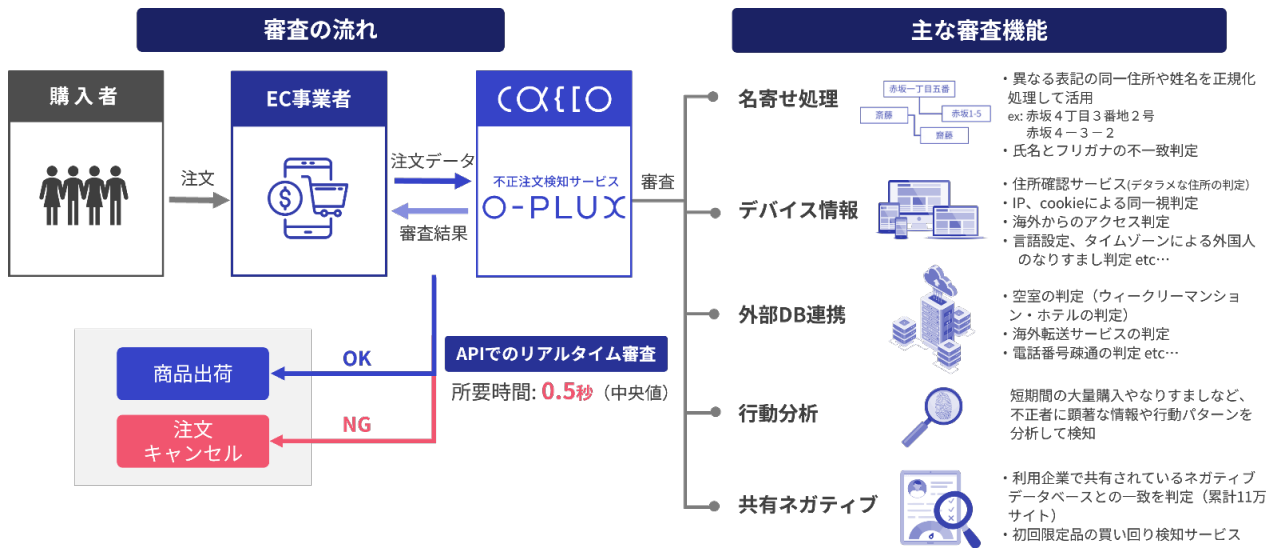 審査の流れ
購入者
EC事業者
CACCO
注文
注文データ
審査結果
不正注文検知サービス
O-PLUX
審査
OK
商品出荷
NG
注文
キャンセル
APIでのリアルタイム審査
所要時間: 0.5秒（中央値）
主な審査機能
名寄せ処理
赤坂一丁目五番
斎藤
赤坂1-5
齋藤
・異なる表記の同一住所や姓名を正規化
処理して活用
ex: 赤坂４丁目３番地２号
赤坂４－３－２
・氏名とフリガナの不一致判定
デバイス情報
・住所確認サービス(デタラメな住所の判定)
・IP、cookieによる同一視判定
・海外からのアクセス判定
・言語設定、タイムゾーンによる外国人
のなりすまし判定 etc…
外部DB連携
・空室の判定（ウィークリーマンショ
ン・ホテルの判定）
・海外転送サービスの判定
・電話番号疎通の判定 etc…
行動分析
短期間の大量購入やなりすましなど、
不正者に顕著な情報や行動パターンを
分析して検知
共有ネガティブ
・利用企業で共有されているネガティブ
データベースとの一致を判定（累計11万
サイト）
・初回限定品の買い回り検知サービス